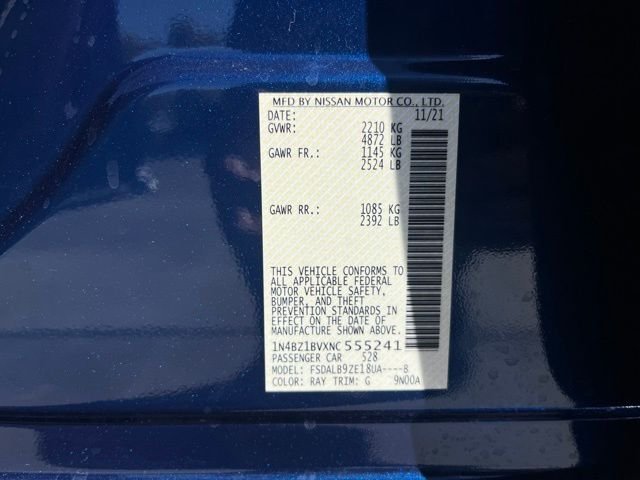 MFD BY NISSAN MOTOR CO., LTD.
DATE: 11/21
GVWR: 2210 KG
4872 LB
GAWR FR.: 1145 KG
2524 LB
GAWR RR.: 1085 KG
2392 LB
THIS VEHICLE CONFORMS TO
ALL APPLICABLE FEDERAL
MOTOR VEHICLE SAFETY,
BUMPER, AND THEFT
PREVENTION STANDARDS IN
EFFECT ON THE DATE OF
MANUFACTURE SHOWN ABOVE.
1N4BZ1BVXNC 555241
PASSENGER CAR 528
MODEL: FSDALB9ZE18UA----B
COLOR: RAY TRIM: G 9N00A